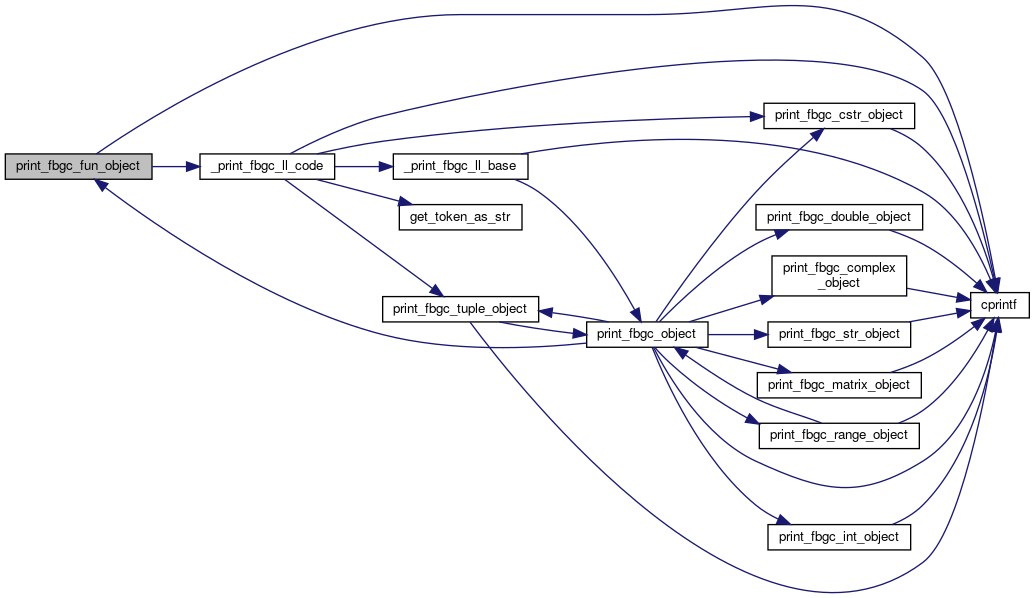 print_fbgc_fun_object
_print_fbgc_ll_code
_print_fbgc_ll_base
get_token_as_str
print_fbgc_tuple_object
print_fbgc_object
print_fbgc_cstr_object
print_fbgc_double_object
print_fbgc_complex
_object
print_fbgc_str_object
print_fbgc_matrix_object
print_fbgc_range_object
print_fbgc_int_object
cprintf